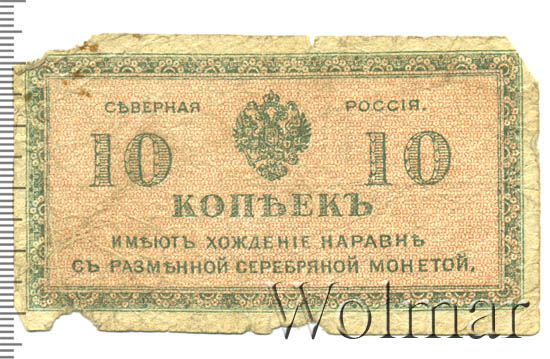 СѢВЕРНАЯ РОССІЯ.
10 10
КОПѢЕКЪ
ИМѢЮТЪ ХОЖДЕНІЕ НАРАВНѢ
СЪ РАЗМѢННОЙ СЕРЕБРЯНОЙ МОНЕТОЙ.
Wolmar